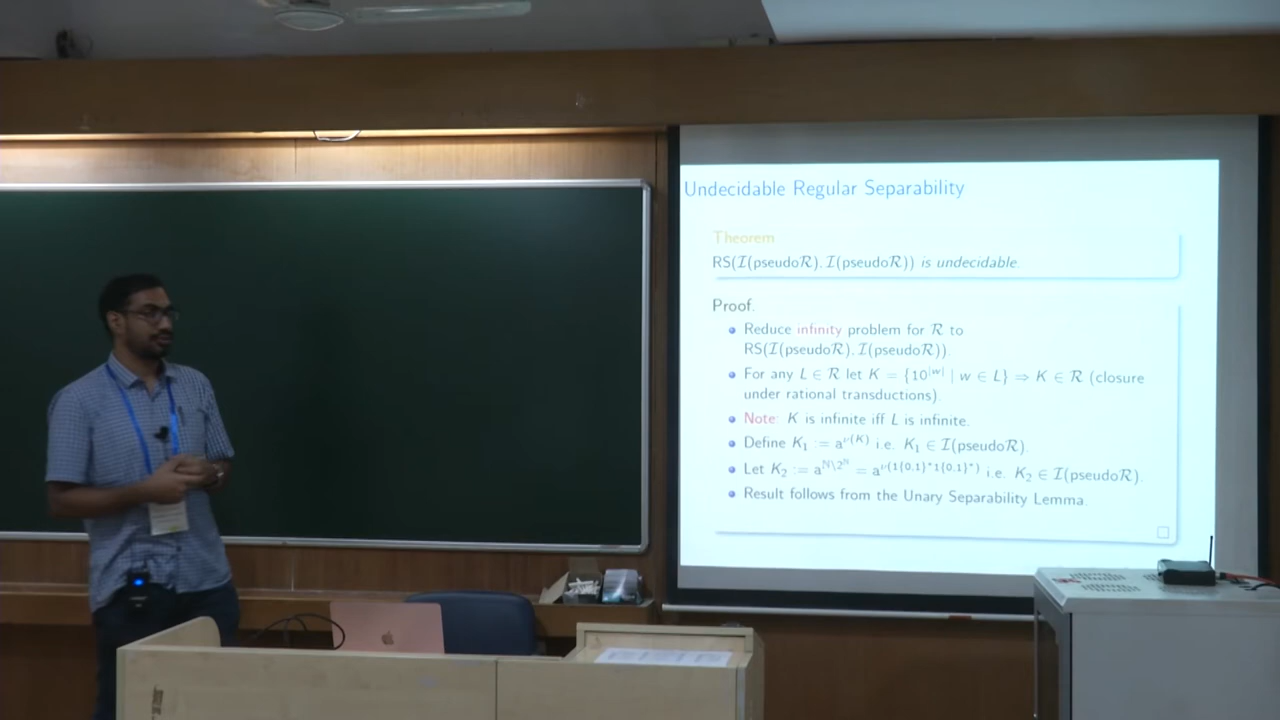 Undecidable Regular Separability
Theorem
RS(ℐ(pseudoℛ), ℐ(pseudoℛ)) is undecidable.
Proof.
Reduce infinity problem for ℛ to
RS(ℐ(pseudoℛ), ℐ(pseudoℛ)).
For any L ∈ ℛ let K = {10^{|w|} | w ∈ L} ⇒ K ∈ ℛ (closure
under rational transductions).
Note: K is infinite iff L is infinite.
Define K₁ := a^{ν(K)} i.e. K₁ ∈ ℐ(pseudoℛ).
Let K₂ := a^{ℕ\2^ℕ} = a^{ν(1{0,1}*1{0,1}*)} i.e. K₂ ∈ ℐ(pseudoℛ).
Result follows from the Unary Separability Lemma.